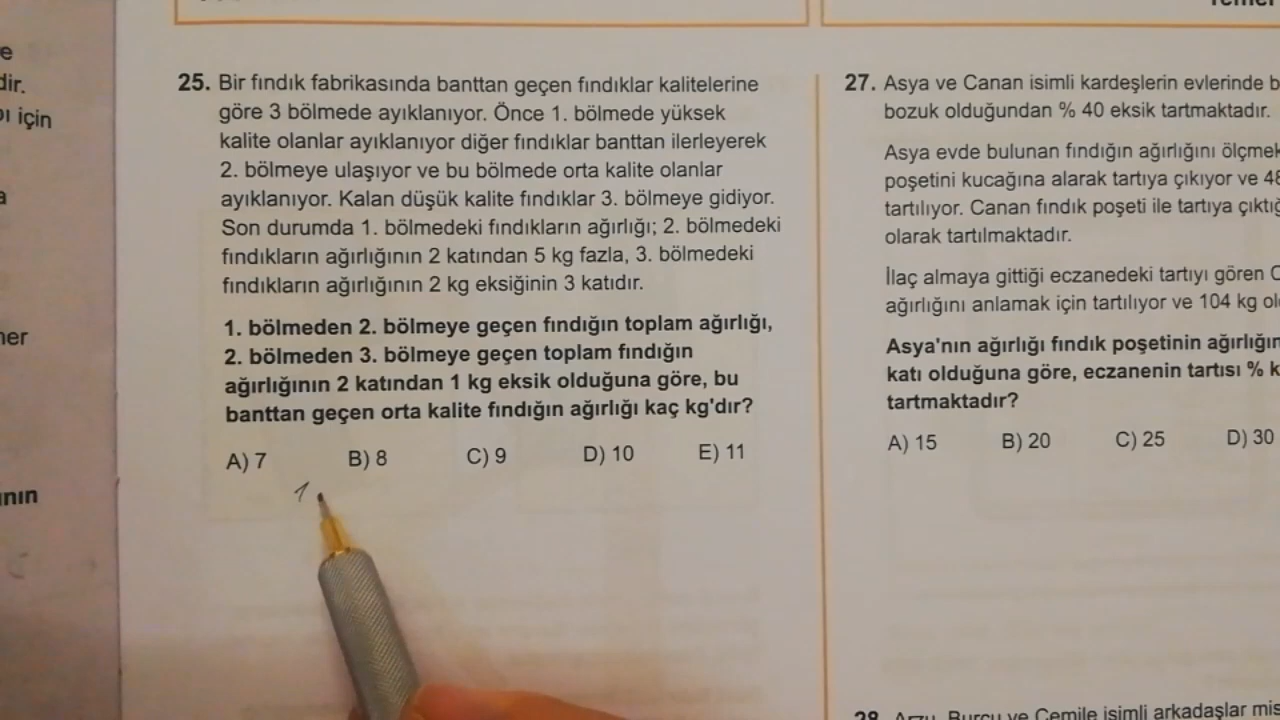 e
dir.
için
a
ner
ının
25. Bir fındık fabrikasında banttan geçen fındıklar kalitelerine
göre 3 bölmede ayıklanıyor. Önce 1. bölmede yüksek
kalite olanlar ayıklanıyor diğer fındıklar banttan ilerleyerek
2. bölmeye ulaşıyor ve bu bölmede orta kalite olanlar
ayıklanıyor. Kalan düşük kalite fındıklar 3. bölmeye gidiyor.
Son durumda 1. bölmedeki fındıkların ağırlığı; 2. bölmedeki
fındıkların ağırlığının 2 katından 5 kg fazla, 3. bölmedeki
fındıkların ağırlığının 2 kg eksiğinin 3 katıdır.
1. bölmeden 2. bölmeye geçen fındığın toplam ağırlığı,
2. bölmeden 3. bölmeye geçen toplam fındığın
ağırlığının 2 katından 1 kg eksik olduğuna göre, bu
banttan geçen orta kalite fındığın ağırlığı kaç kg'dır?
A) 7 B) 8 C) 9 D) 10 E) 11
1
27. Asya ve Canan isimli kardeşlerin evlerinde b
bozuk olduğundan % 40 eksik tartmaktadır.
Asya evde bulunan fındığın ağırlığını ölçmek
poşetini kucağına alarak tartıya çıkıyor ve 48
tartılıyor. Canan fındık poşeti ile tartıya çıktığ
olarak tartılmaktadır.
İlaç almaya gittiği eczanedeki tartıyı gören C
ağırlığını anlamak için tartılıyor ve 104 kg ol
Asya'nın ağırlığı fındık poşetinin ağırlığın
katı olduğuna göre, eczanenin tartısı % k
tartmaktadır?
A) 15 B) 20 C) 25 D) 30
28. Arzu, Burcu ve Cemile isimli arkadaşlar mis